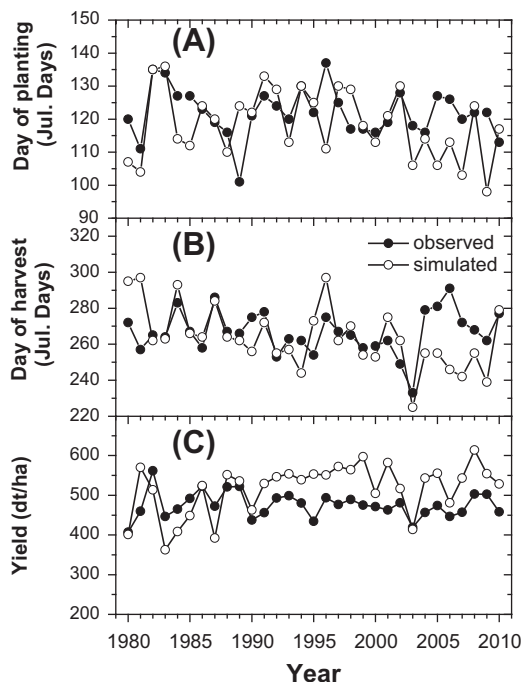 (A)
Day of planting
(Jul. Days)
150
140
130
120
110
100
90
(B)
observed
simulated
Day of harvest
(Jul. Days)
320
300
280
260
240
220
(C)
Yield (dt/ha)
600
500
400
300
200
1980 1985 1990 1995 2000 2005 2010
Year